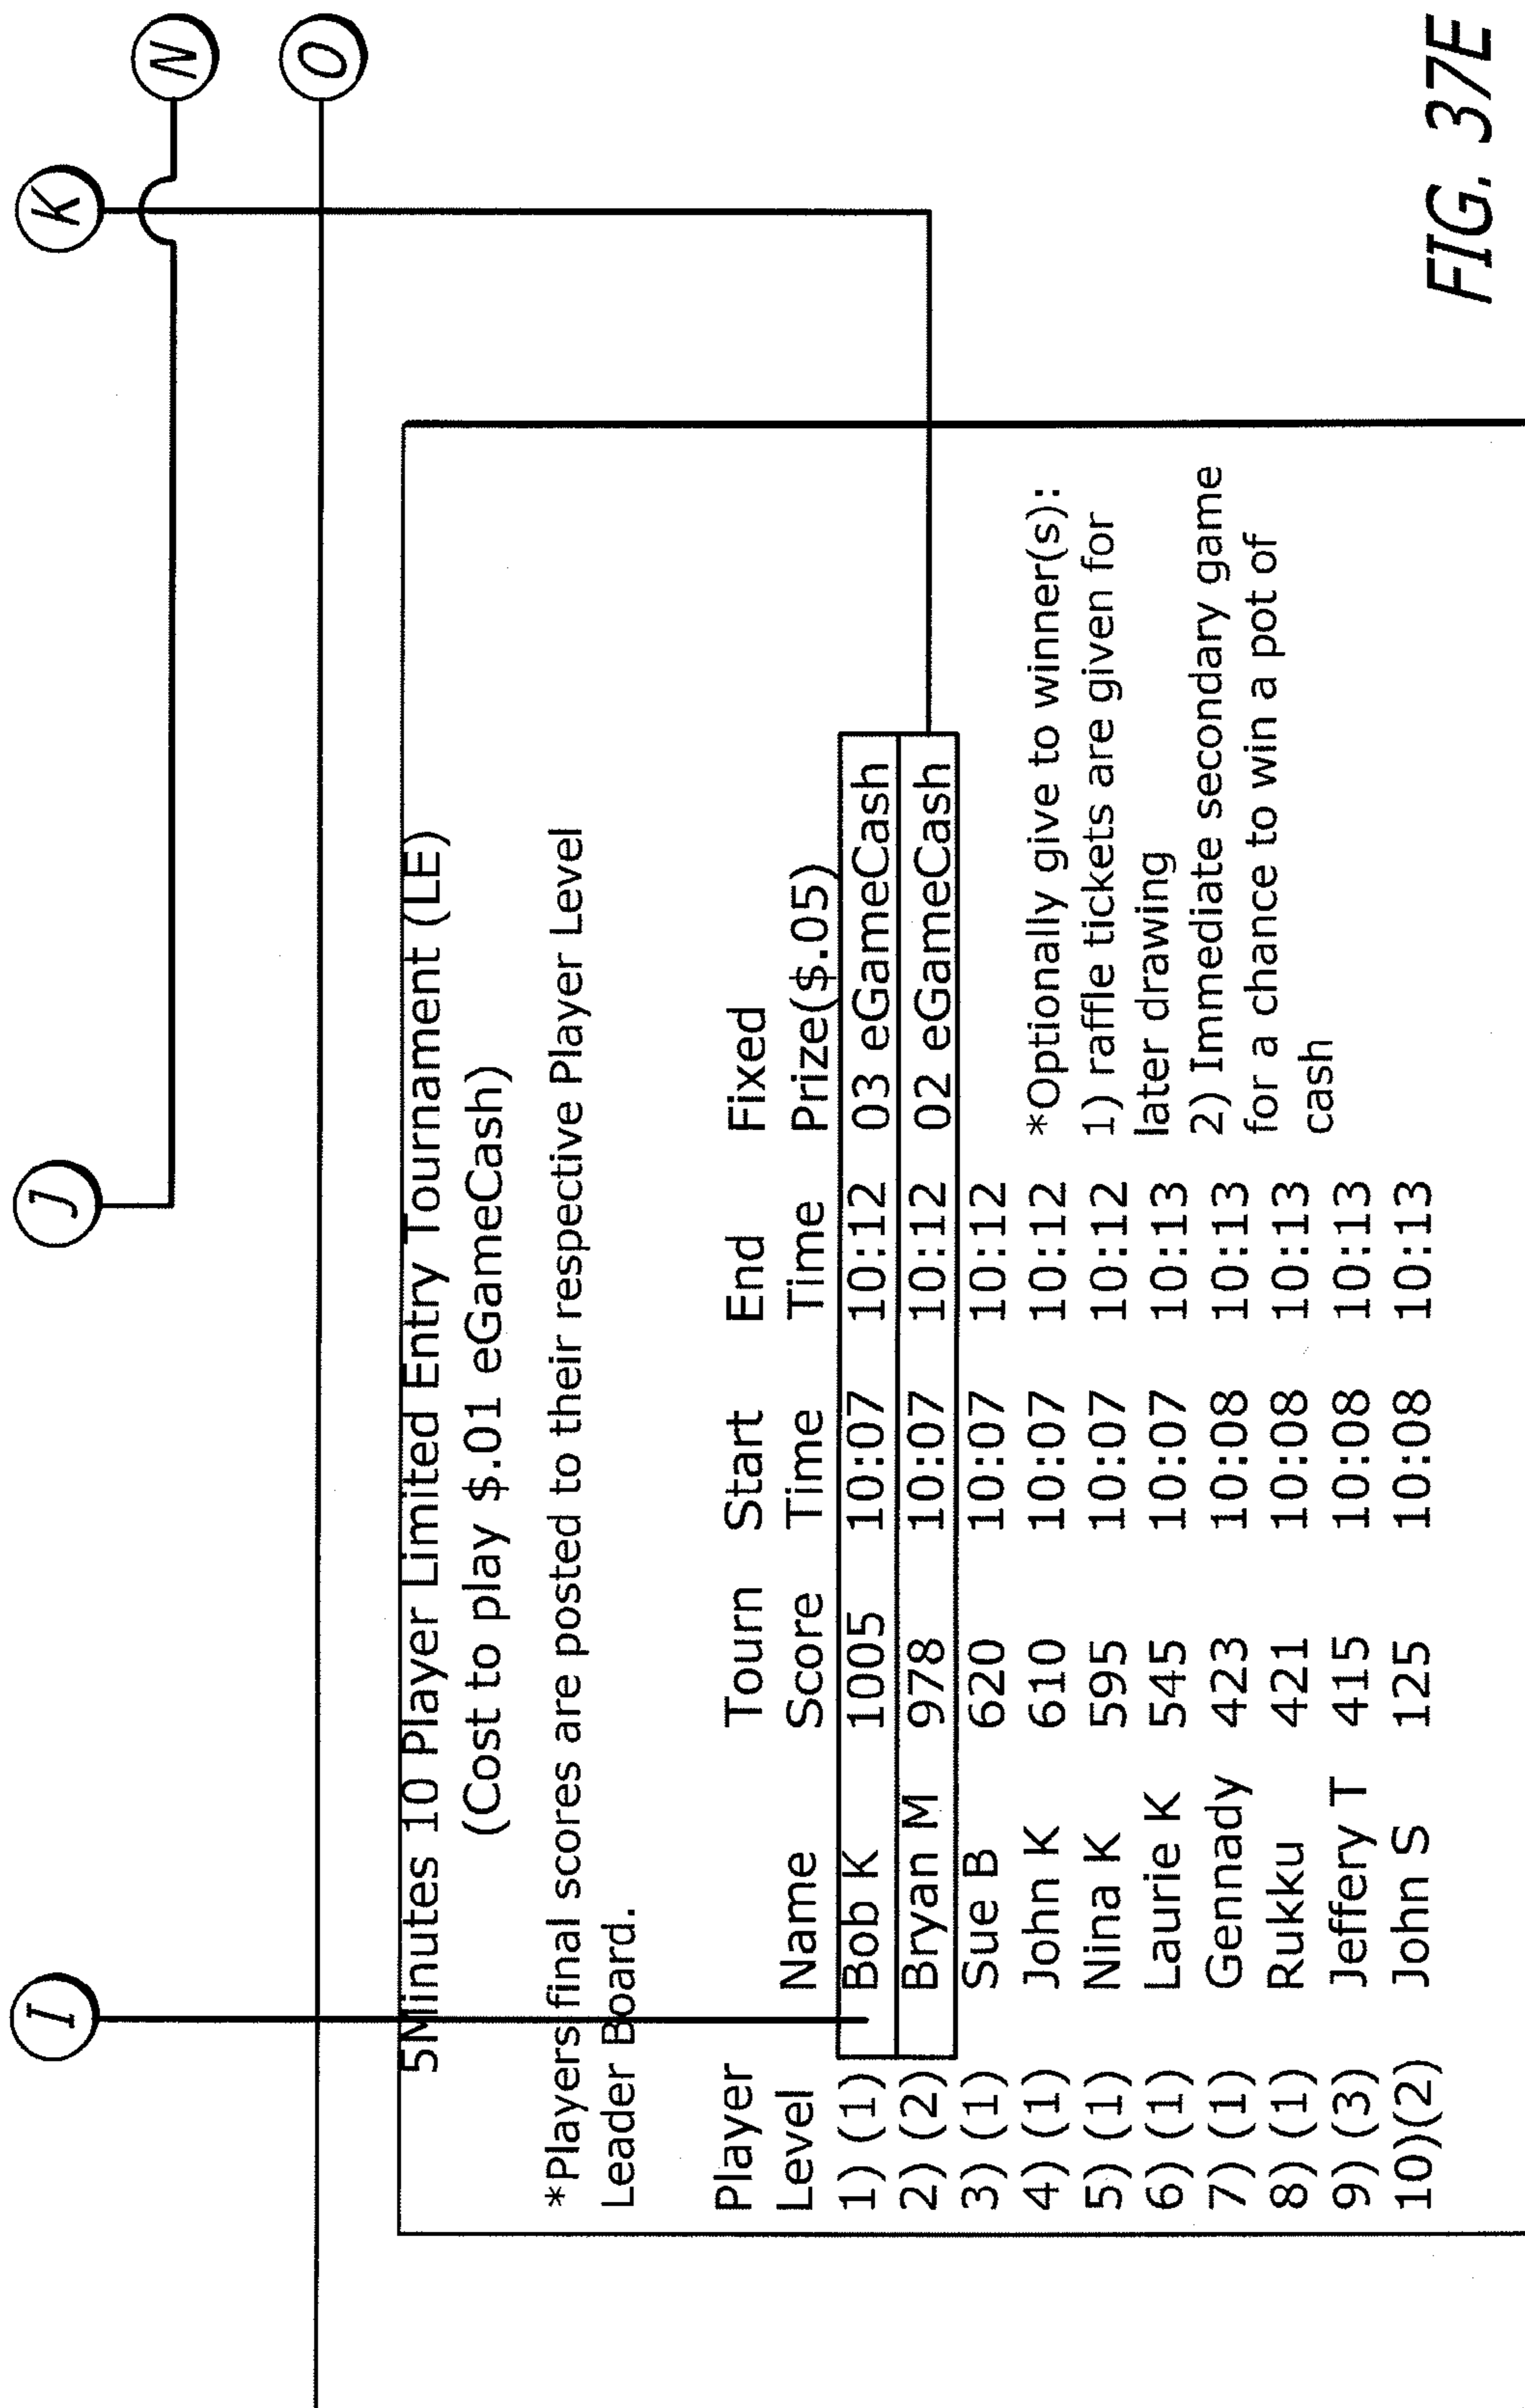 I
J
K
N
O
5Minutes 10 Player Limited Entry Tournament (LE)
(Cost to play $.01 eGameCash)
*Players final scores are posted to their respective Player Level
Leader Board.
Player Tourn Start End Fixed
Level Name Score Time Time Prize($.05)
1) (1) Bob K 1005 10:07 10:12 03 eGameCash
2) (2) Bryan M 978 10:07 10:12 02 eGameCash
3) (1) Sue B 620 10:07 10:12
4) (1) John K 610 10:07 10:12
5) (1) Nina K 595 10:07 10:12
6) (1) Laurie K 545 10:07 10:13
7) (1) Gennady 423 10:08 10:13
8) (1) Rukku 421 10:08 10:13
9) (3) Jeffery T 415 10:08 10:13
10)(2) John S 125 10:08 10:13
*Optionally give to winner(s):
1) raffle tickets are given for
later drawing
2) Immediate secondary game
for a chance to win a pot of
cash
FIG. 37E